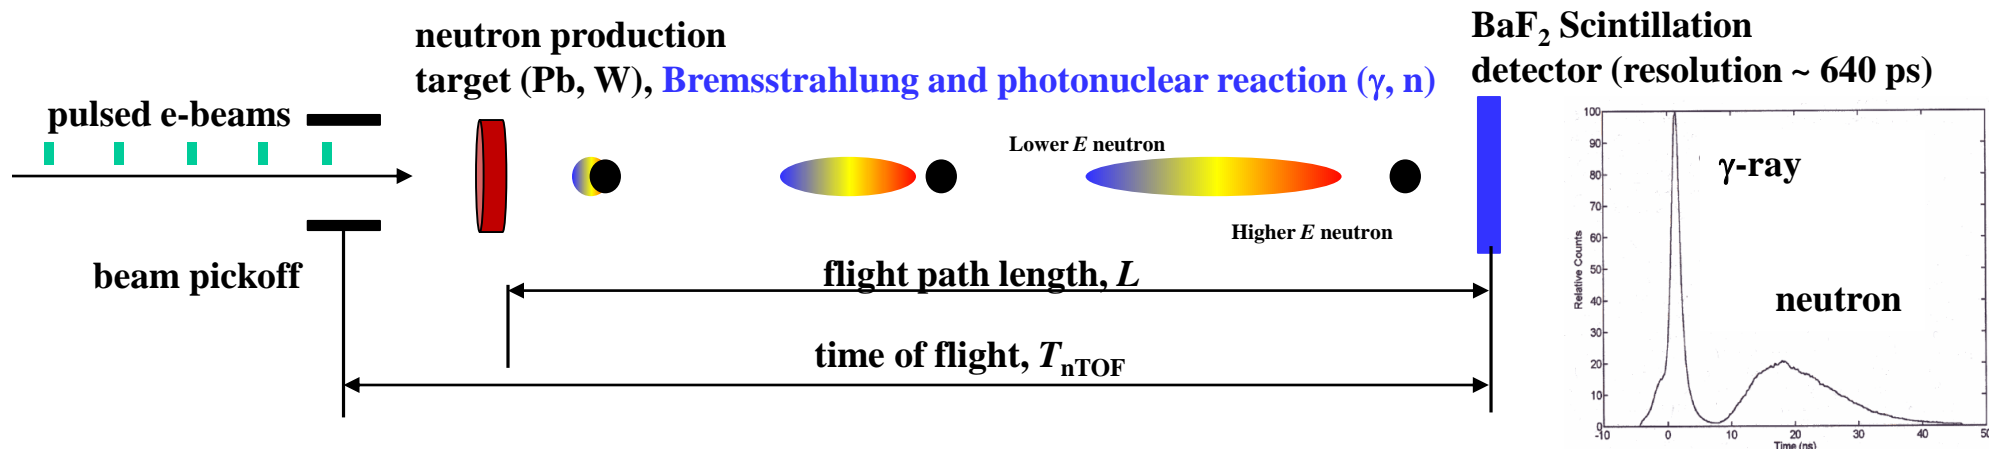 neutron production
target (Pb, W), Bremsstrahlung and photonuclear reaction (γ, n)
BaF₂ Scintillation
detector (resolution ~ 640 ps)
pulsed e-beams
beam pickoff
Lower E neutron
Higher E neutron
flight path length, L
time of flight, TₙTOF
γ-ray
neutron
Relative Counts
100
90
80
70
60
50
40
30
20
10
0
-10 0 10 20 30 40 50
Time (ns)